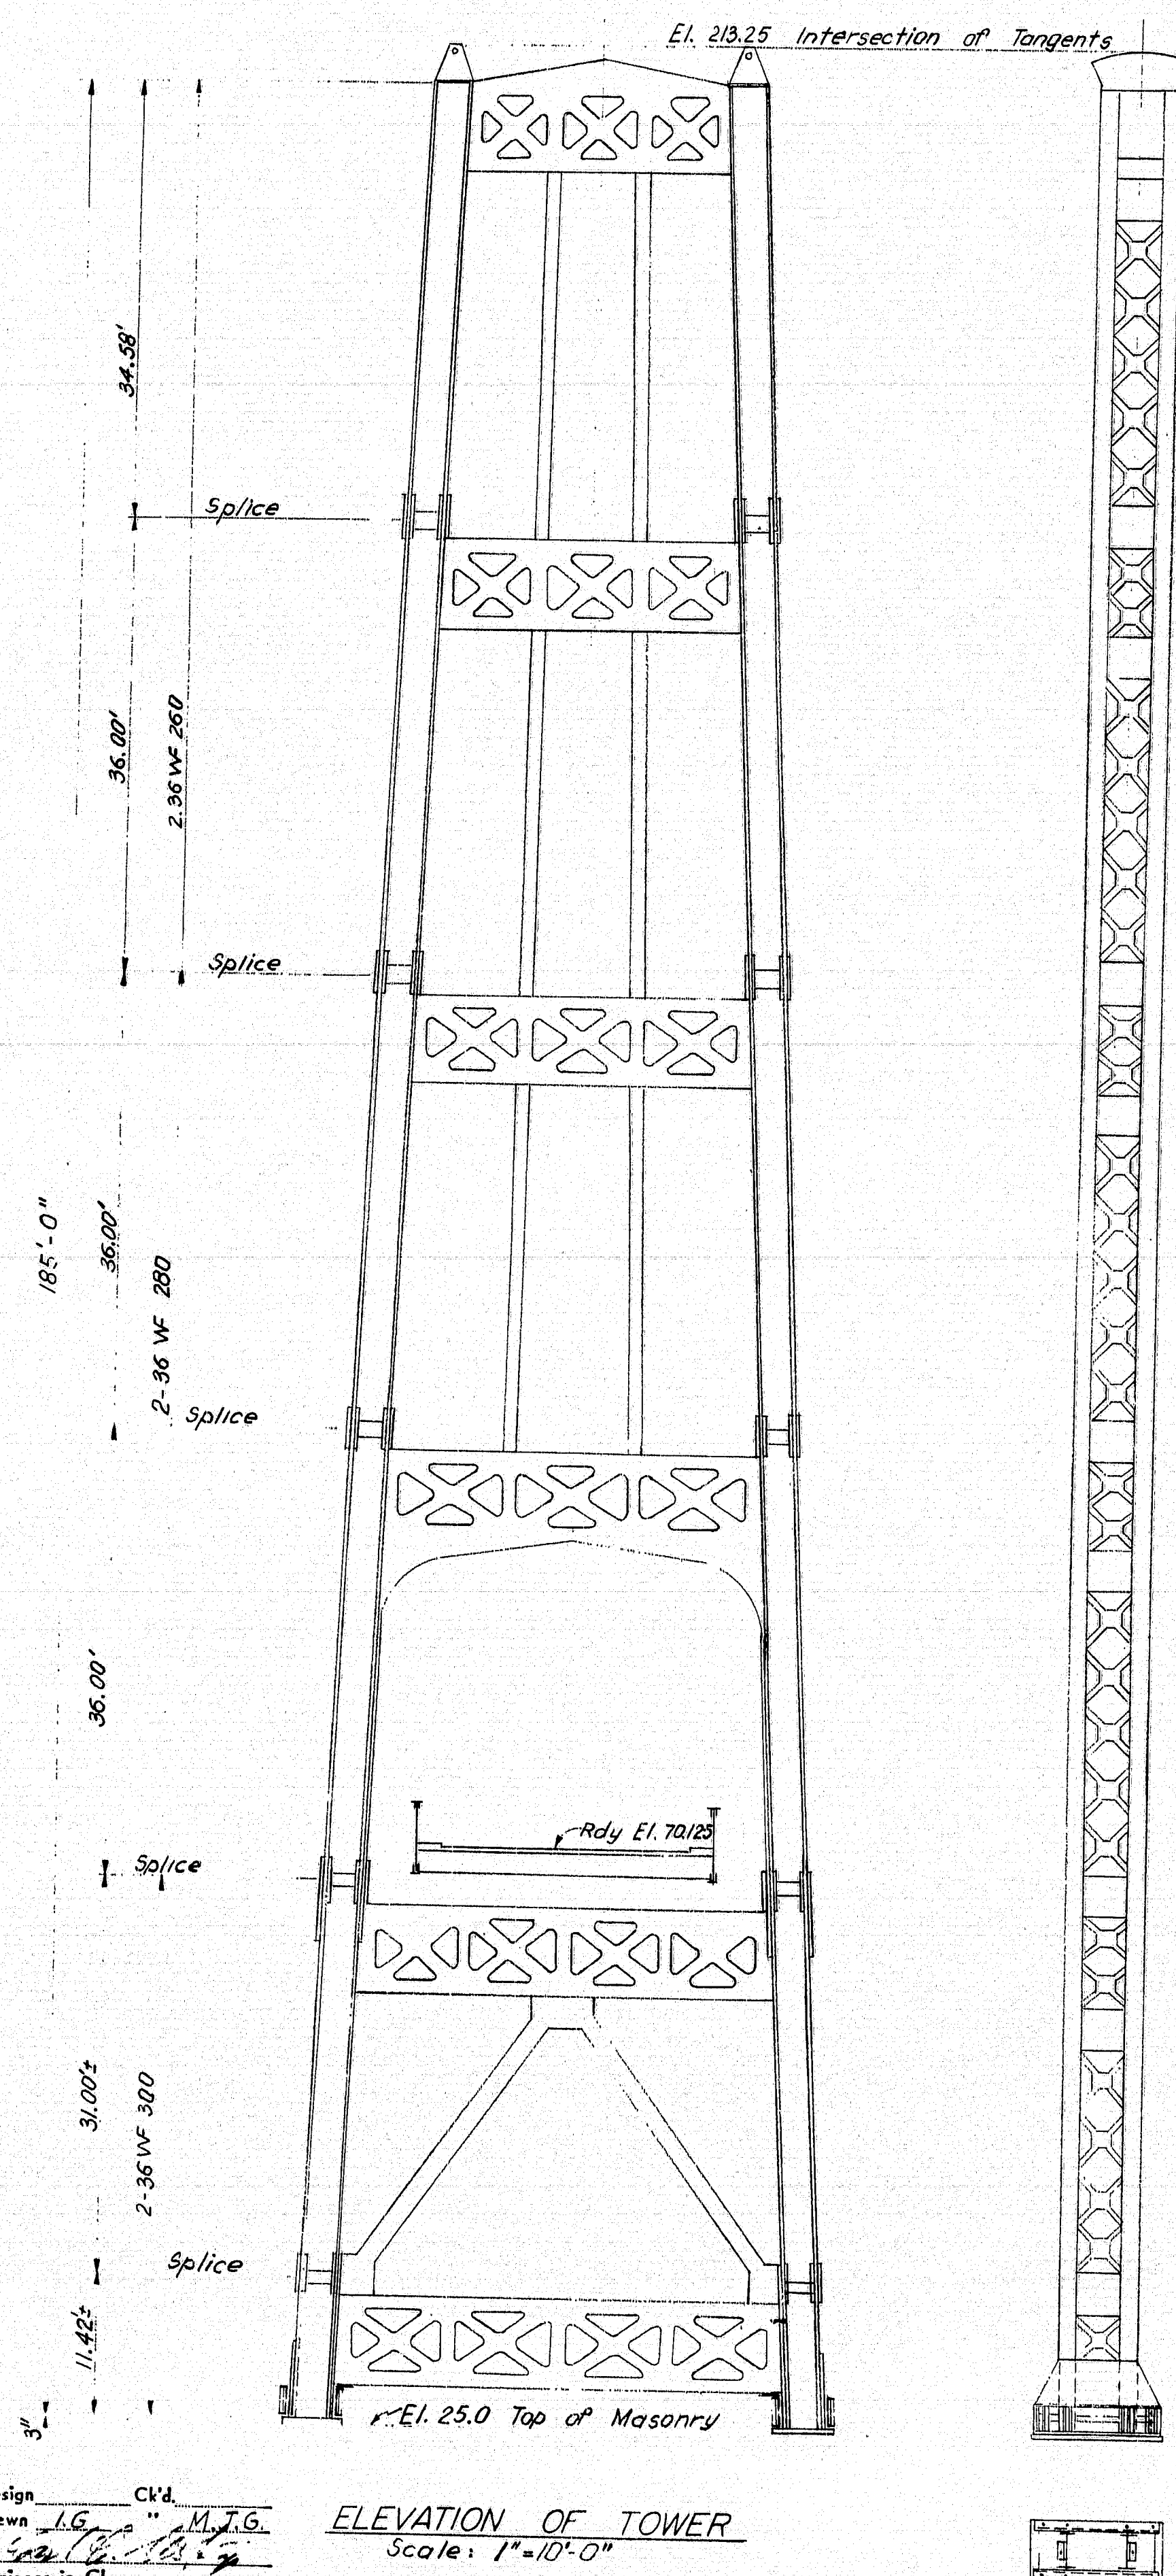 El. 213.25 Intersection of Tangents
34.58'
Splice
36.00'
2.36 WF 260
Splice
185'-0"
36.00'
2-36 WF 280
Splice
36.00'
Rdy El. 70.125
Splice
31.00'±
2-36 WF 300
Splice
11.42'±
3"
El. 25.0 Top of Masonry
sign Ck'd.
wn I.G. " M.J.G.
ELEVATION OF TOWER
Scale: 1"=10'-0"